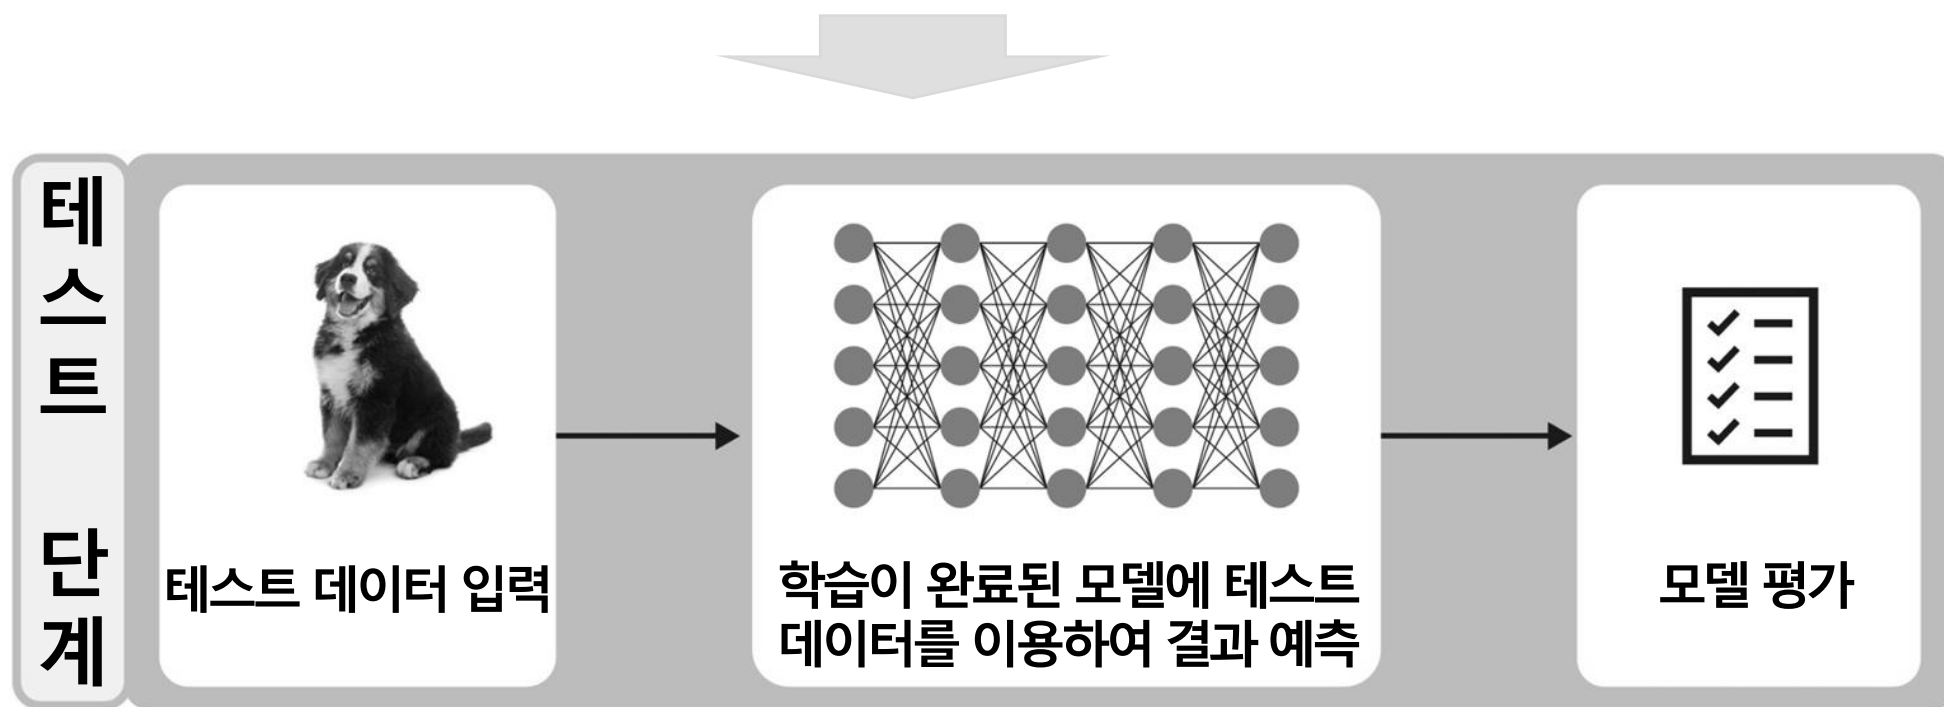 테스트 단계
테스트 데이터 입력
학습이 완료된 모델에 테스트
데이터를 이용하여 결과 예측
모델 평가